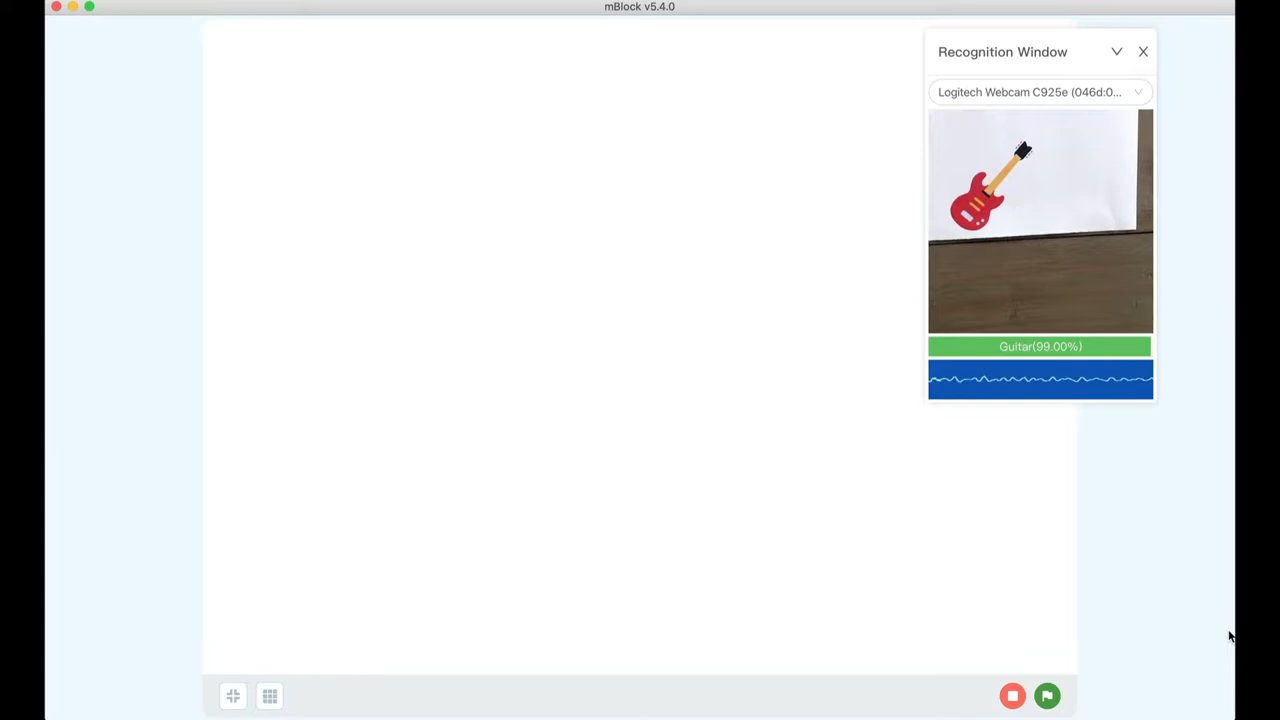 mBlock v5.4.0
Recognition Window
Logitech Webcam C925e (046d:0...
Guitar(99.00%)